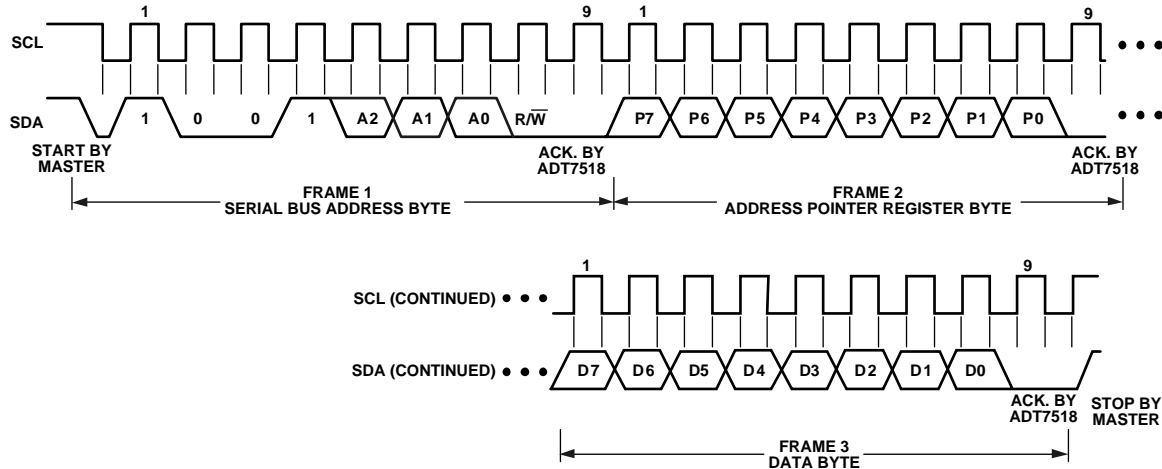 1 9 1 9
SCL
SDA 1 0 0 1 A2 A1 A0 R/W̅ P7 P6 P5 P4 P3 P2 P1 P0
START BY
MASTER
ACK. BY
ADT7518
ACK. BY
ADT7518
FRAME 1
SERIAL BUS ADDRESS BYTE
FRAME 2
ADDRESS POINTER REGISTER BYTE
1 9
SCL (CONTINUED)
SDA (CONTINUED) D7 D6 D5 D4 D3 D2 D1 D0
ACK. BY
ADT7518
STOP BY
MASTER
FRAME 3
DATA BYTE